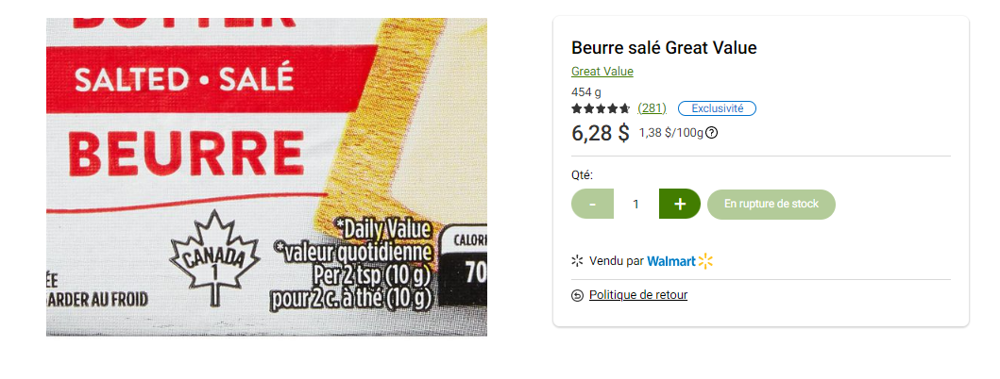 BUTTER
SALTED • SALÉ
BEURRE
CANADA
1
*Daily Value
*valeur quotidienne
Per 2 tsp (10 g)
pour 2 c. à thé (10 g)
CALOR
70
ÉE
ARDER AU FROID
Beurre salé Great Value
Great Value
454 g
(281) Exclusivité
6,28 $ 1,38 $/100g
Qté:
- 1 + En rupture de stock
Vendu par Walmart
Politique de retour